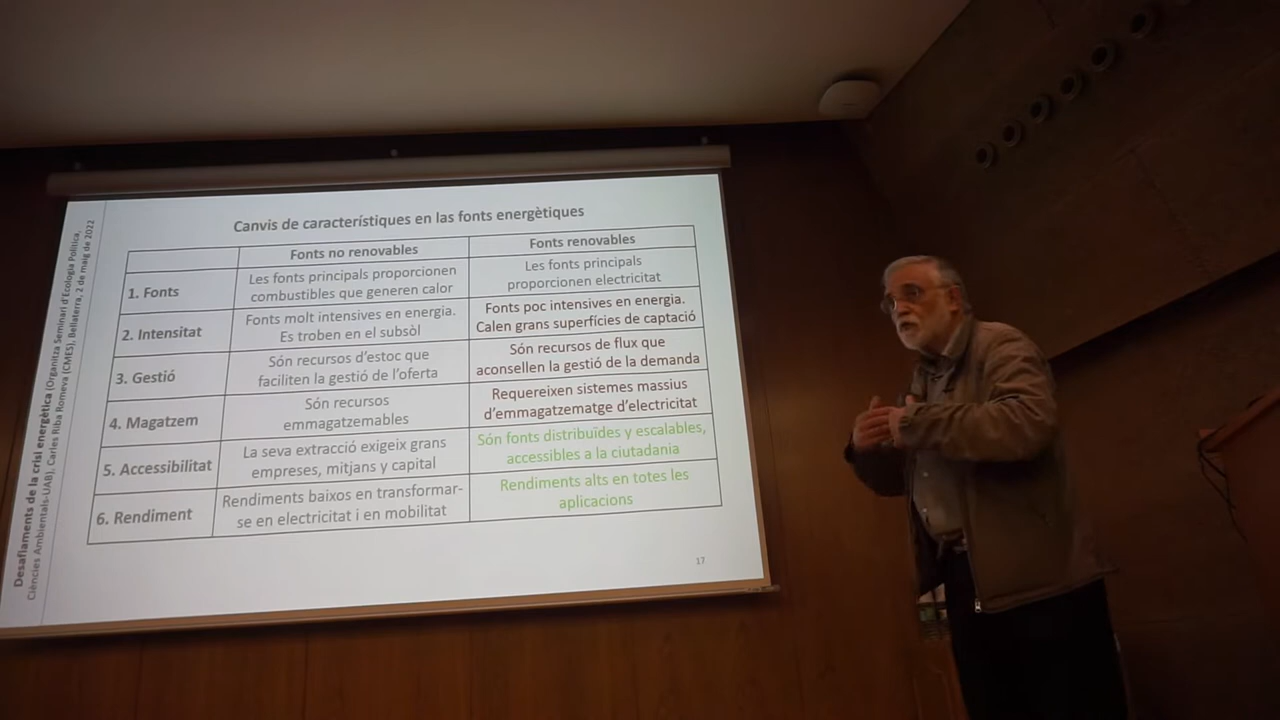 Desafiaments de la crisi energètica (Organitza Seminari d'Ecologia Política,
Ciències Ambientals-UAB), Carles Riba Romeva (CMES), Bellaterra, 2 de maig de 2022
Canvis de característiques en las fonts energètiques
Fonts no renovables
Fonts renovables
1. Fonts
Les fonts principals proporcionen
combustibles que generen calor
Les fonts principals
proporcionen electricitat
2. Intensitat
Fonts molt intensives en energia.
Es troben en el subsòl
Fonts poc intensives en energia.
Calen grans superfícies de captació
3. Gestió
Són recursos d'estoc que
faciliten la gestió de l'oferta
Són recursos de flux que
aconsellen la gestió de la demanda
4. Magatzem
Són recursos
emmagatzemables
Requereixen sistemes massius
d'emmagatzematge d'electricitat
5. Accessibilitat
La seva extracció exigeix grans
empreses, mitjans y capital
Són fonts distribuïdes y escalables,
accessibles a la ciutadania
6. Rendiment
Rendiments baixos en transformar-
se en electricitat i en mobilitat
Rendiments alts en totes les
aplicacions
17